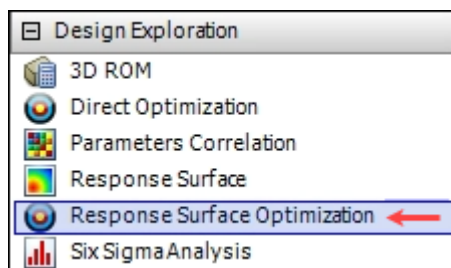 Design Exploration
3D ROM
Direct Optimization
Parameters Correlation
Response Surface
Response Surface Optimization
Six Sigma Analysis